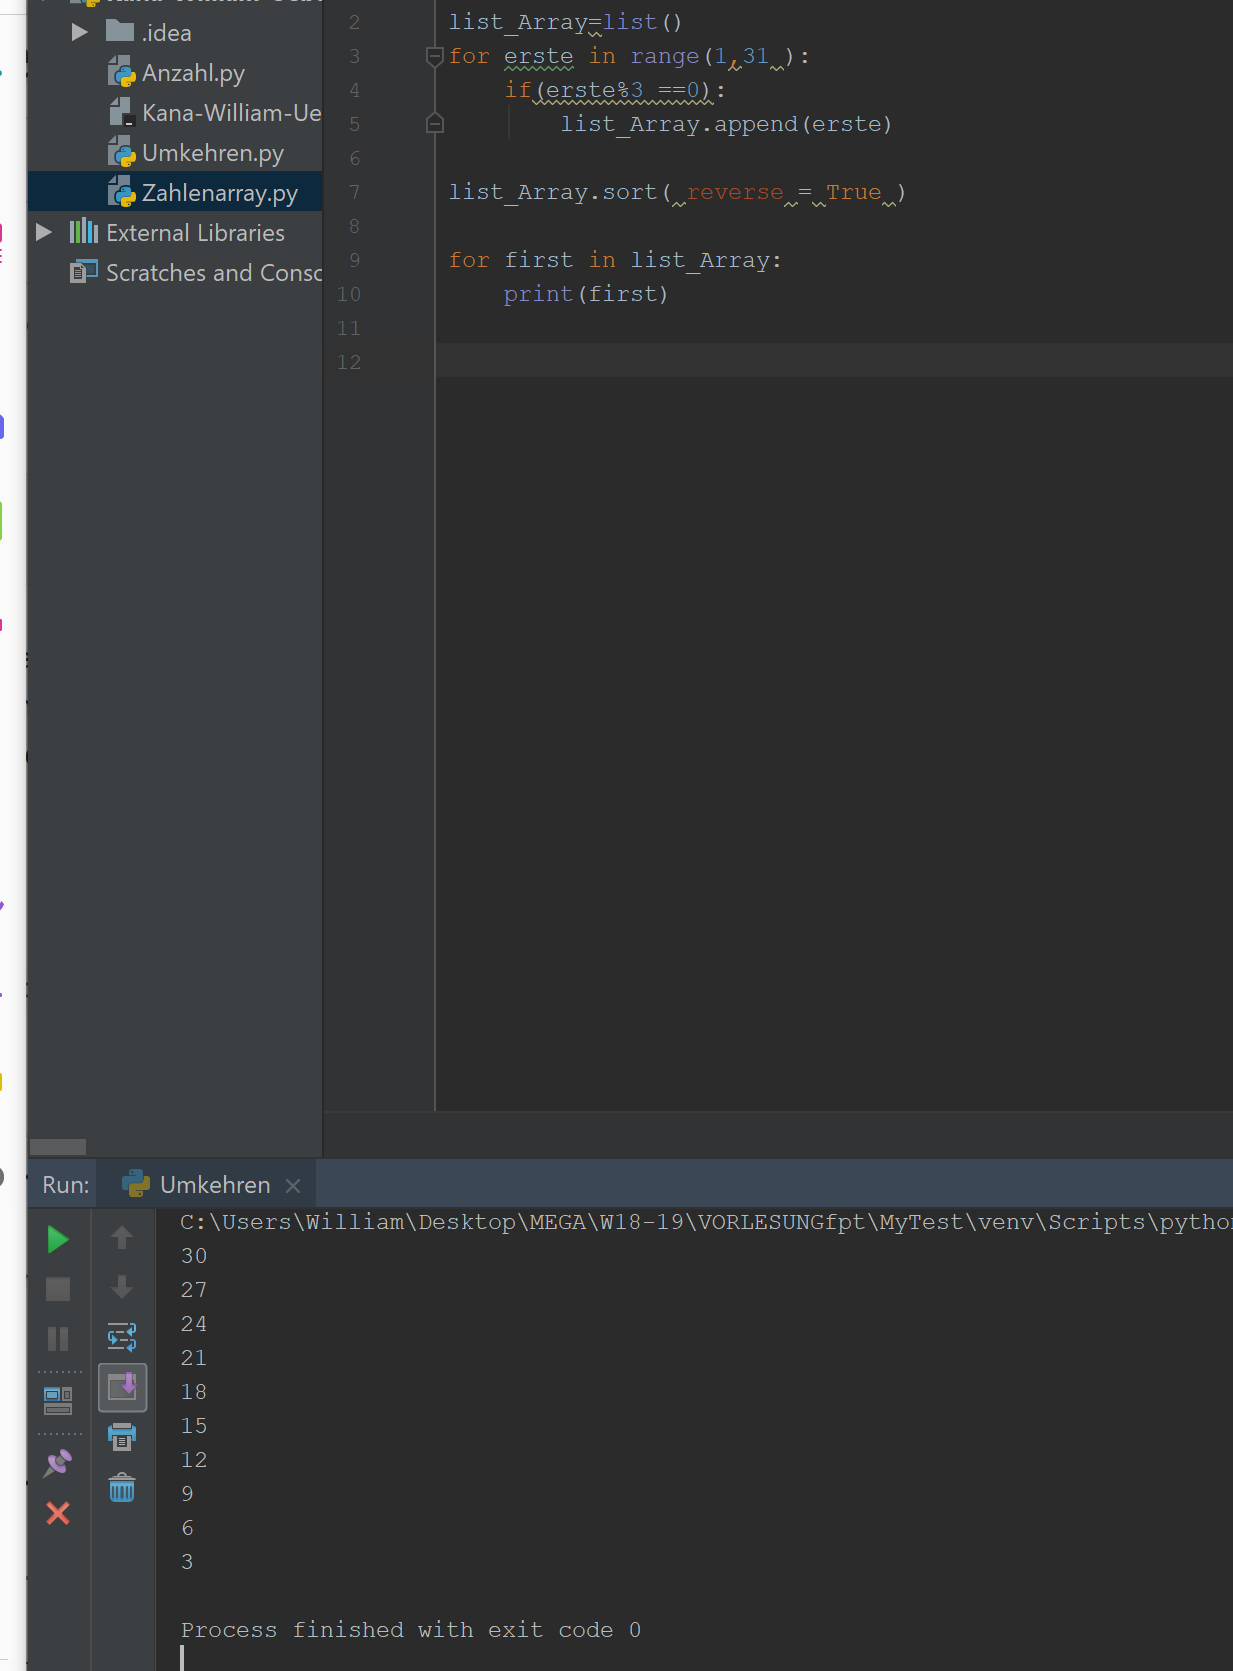 .idea
Anzahl.py
Kana-William-Ue
Umkehren.py
Zahlenarray.py
External Libraries
Scratches and Consc
2 list_Array=list()
3 for erste in range(1,31 ):
4     if(erste%3 ==0):
5         list_Array.append(erste)
6
7 list_Array.sort( reverse = True )
8
9 for first in list_Array:
10     print(first)
11
12
Run: Umkehren
C:\Users\William\Desktop\MEGA\W18-19\VORLESUNGfpt\MyTest\venv\Scripts\pytho
30
27
24
21
18
15
12
9
6
3
Process finished with exit code 0